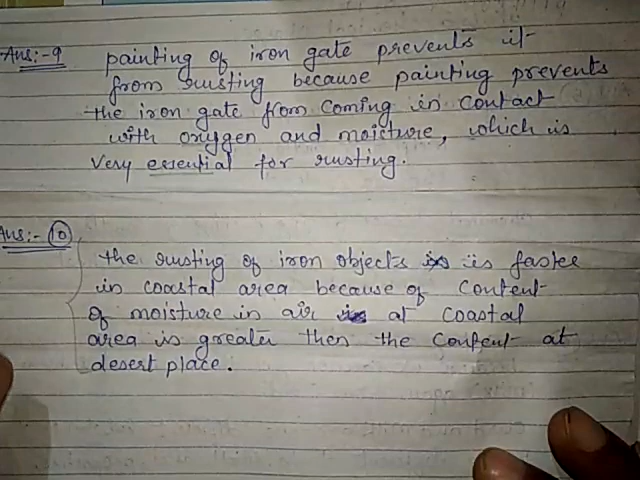 Ans:-9 painting of iron gate prevents it
from rusting because painting prevents
the iron gate from coming in contact
with oxygen and moisture, which is
very essential for rusting.
Ans:- 10
the rusting of iron objects is is faster
in coastal area because of content
of moisture in air at coastal
area is greater then the content at
desert place.